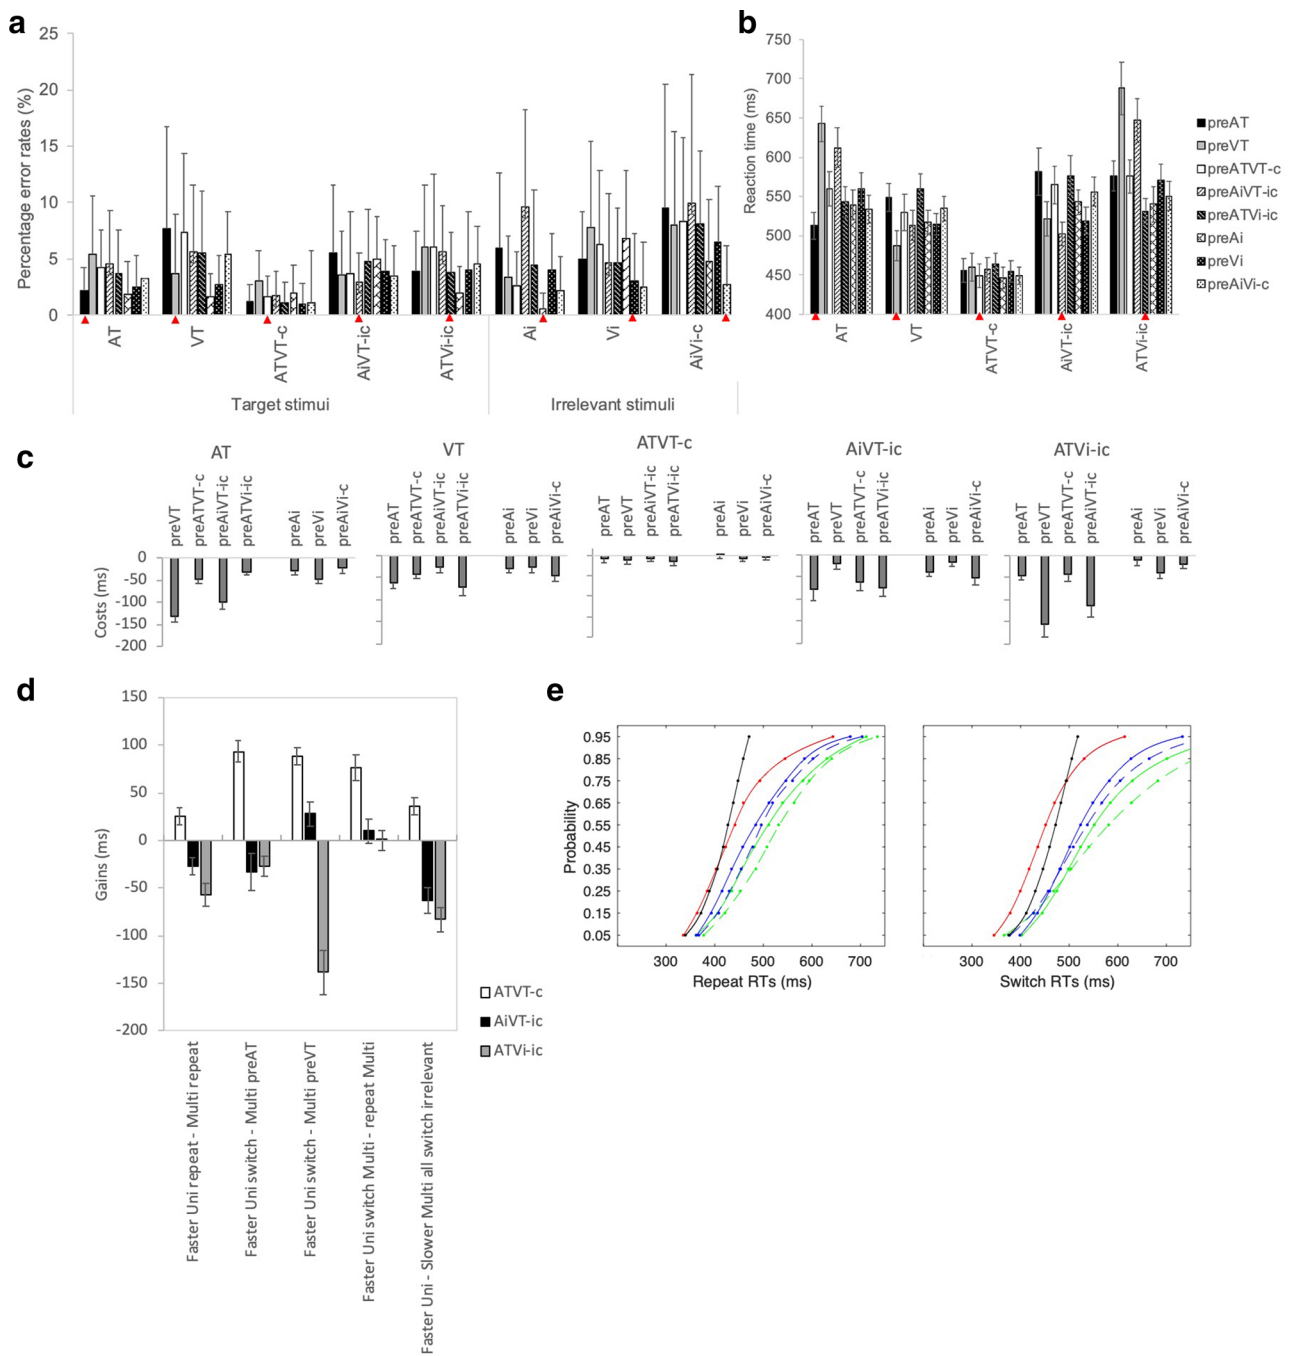 a
25
20
15
10
5
0
Percentage error rates (%)
AT
VT
ATVT-c
AiVT-ic
ATVi-ic
Ai
Vi
AiVi-c
Target stimui
Irrelevant stimuli
b
750
700
650
600
550
500
450
400
Reaction time (ms)
AT
VT
ATVT-c
AiVT-ic
ATVi-ic
preAT
preVT
preATVT-c
preAiVT-ic
preATVi-ic
preAi
preVi
preAiVi-c
c
AT
VT
ATVT-c
AiVT-ic
ATVi-ic
preVT
preATVT-c
preAiVT-ic
preATVi-ic
preAi
preVi
preAiVi-c
preAT
preATVT-c
preAiVT-ic
preATVi-ic
preAi
preVi
preAiVi-c
preAT
preVT
preAiVT-ic
preATVi-ic
preAi
preVi
preAiVi-c
preAT
preVT
preATVT-c
preATVi-ic
preAi
preVi
preAiVi-c
preAT
preVT
preATVT-c
preAiVT-ic
preAi
preVi
preAiVi-c
0
-50
-100
-150
-200
Costs (ms)
d
150
100
50
0
-50
-100
-150
-200
Gains (ms)
ATVT-c
AiVT-ic
ATVi-ic
Faster Uni repeat - Multi repeat
Faster Uni switch - Multi preAT
Faster Uni switch - Multi preVT
Faster Uni switch Multi - repeat Multi
Faster Uni - Slower Multi all switch irrelevant
e
0.95
0.85
0.75
0.65
0.55
0.45
0.35
0.25
0.15
0.05
Probability
300 400 500 600 700
Repeat RTs (ms)
300 400 500 600 700
Switch RTs (ms)